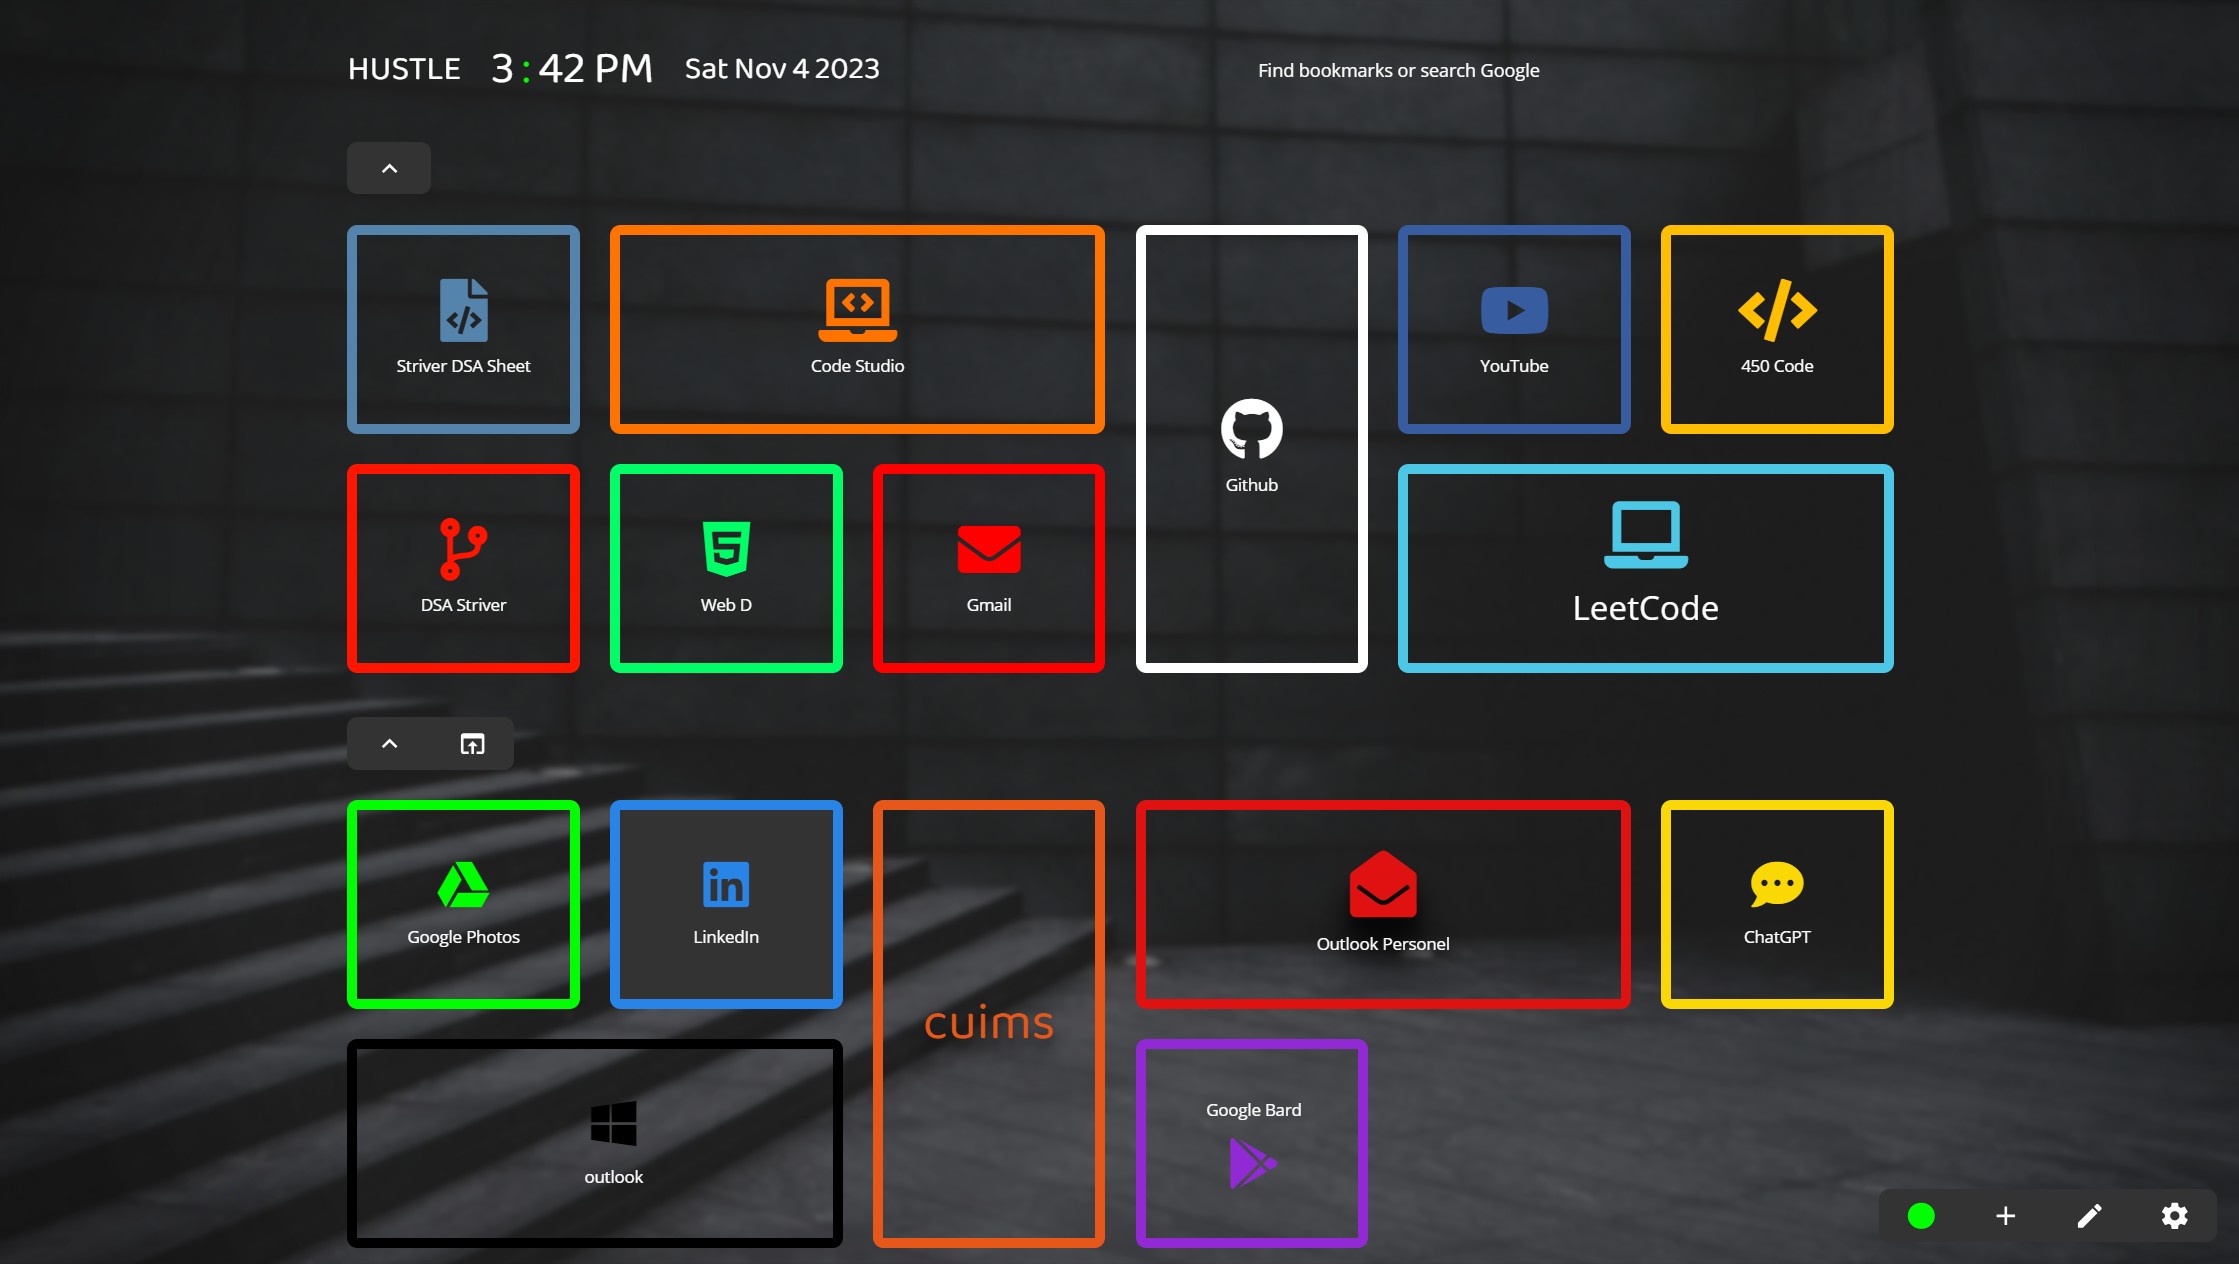 HUSTLE 3:42 PM Sat Nov 4 2023
Find bookmarks or search Google
Striver DSA Sheet
Code Studio
Github
YouTube
450 Code
DSA Striver
Web D
Gmail
LeetCode
Google Photos
LinkedIn
cuims
Outlook Personel
ChatGPT
outlook
Google Bard